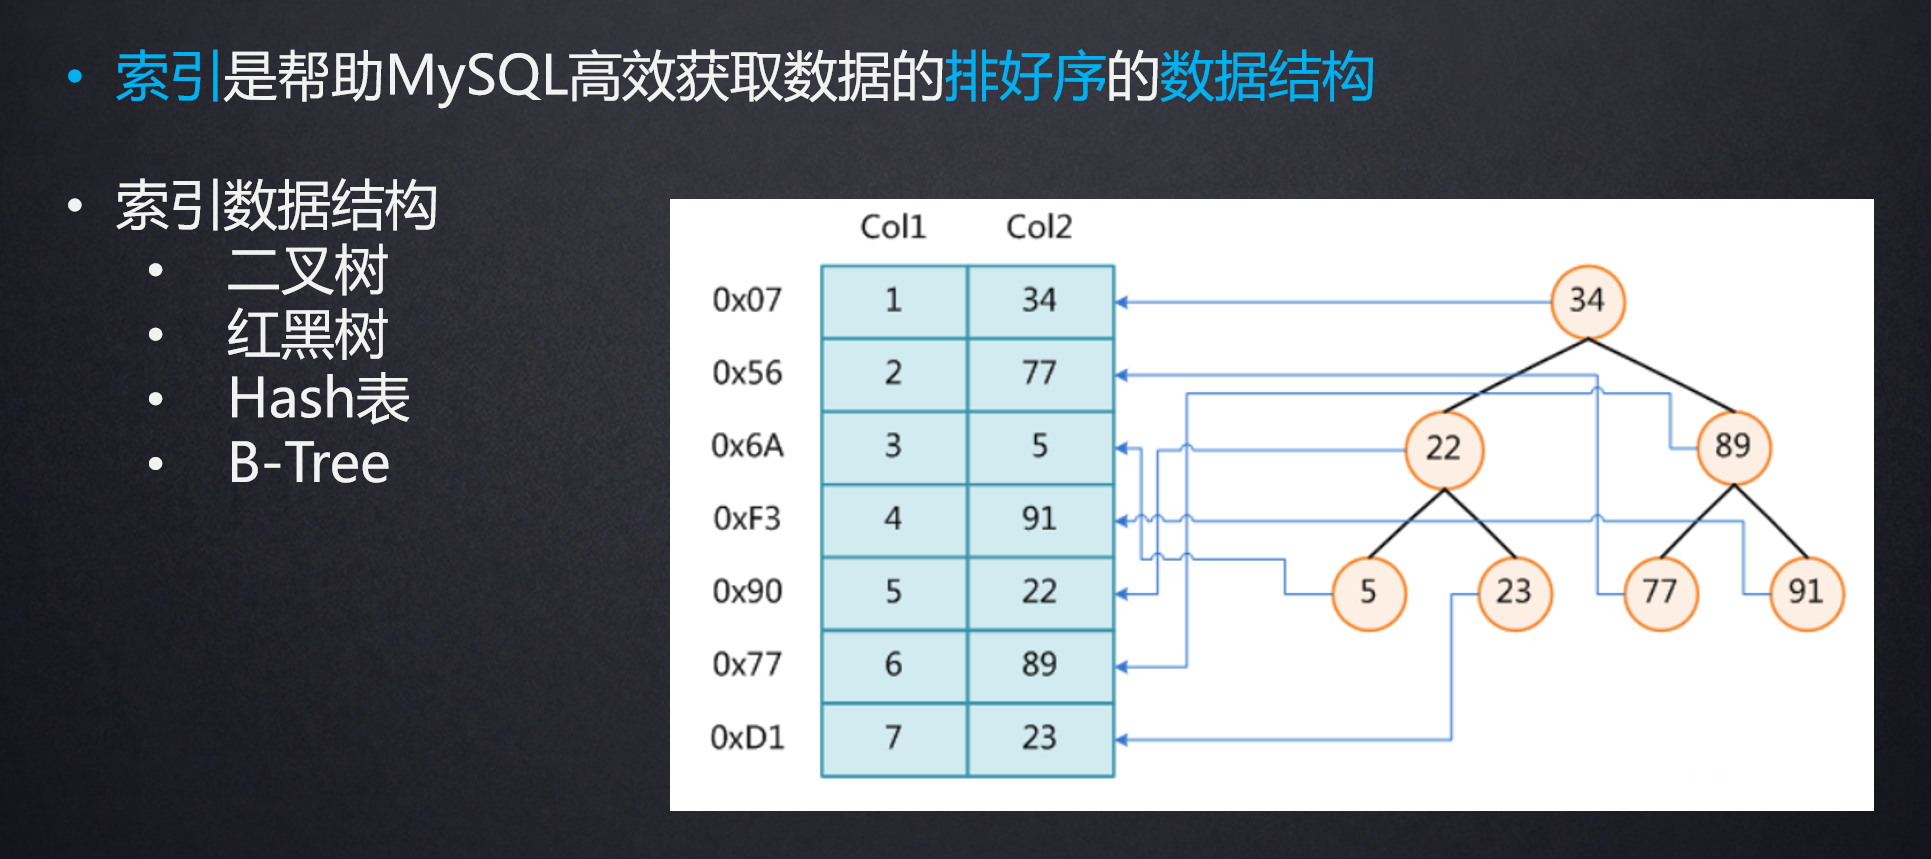 • 索引是帮助MySQL高效获取数据的排好序的数据结构
• 索引数据结构
• 二叉树
• 红黑树
• Hash表
• B-Tree
Col1 Col2
0x07 1 34
0x56 2 77
0x6A 3 5
0xF3 4 91
0x90 5 22
0x77 6 89
0xD1 7 23
34
22 89
5 23 77 91